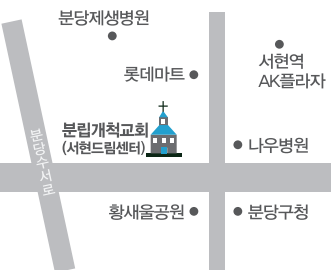 분당제생병원
서현역
AK플라자
롯데마트
분립개척교회
(서현드림센터)
나우병원
분당수서로
황새울공원
분당구청